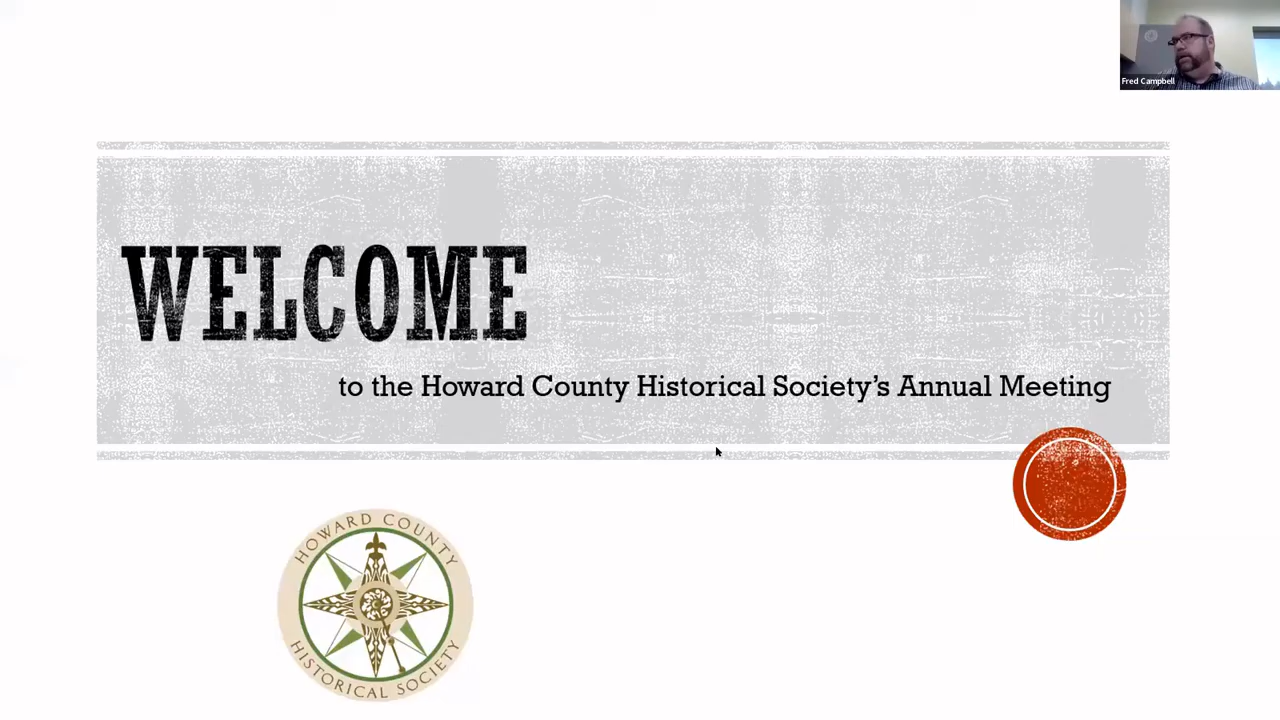 Fred Campbell
WELCOME
to the Howard County Historical Society’s Annual Meeting
HOWARD COUNTY
HISTORICAL SOCIETY